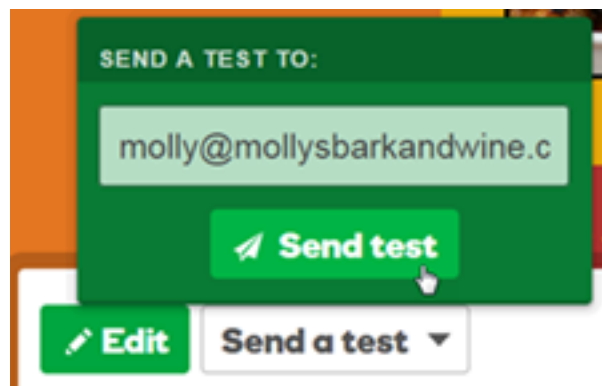 SEND A TEST TO:
molly@mollysbarkandwine.c
Send test
Edit
Send a test